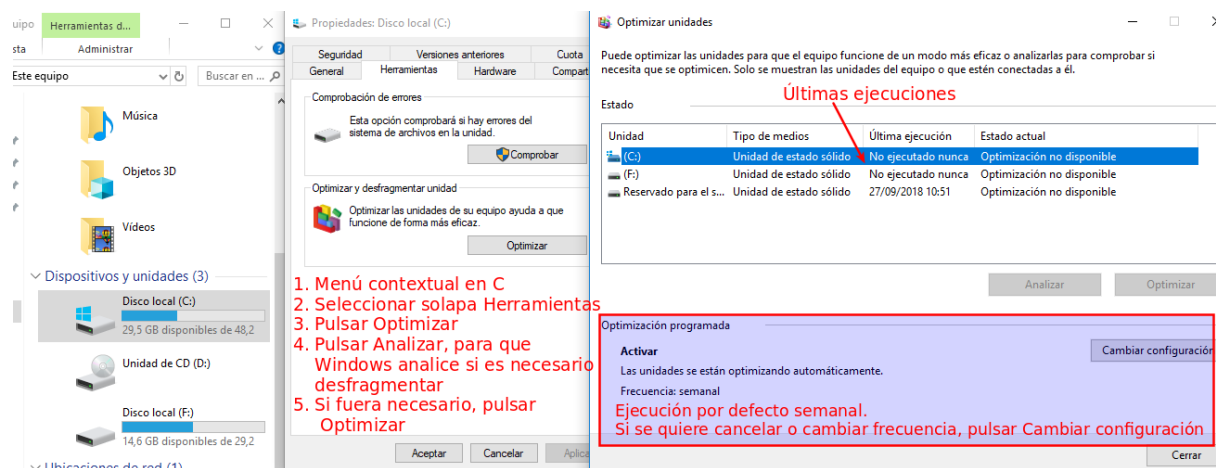 uipo
Herramientas d...
sta
Administrar
Este equipo
Buscar en ...
Música
Objetos 3D
Vídeos
Dispositivos y unidades (3)
Disco local (C:)
29,5 GB disponibles de 48,2
Unidad de CD (D:)
Disco local (F:)
14,6 GB disponibles de 29,2
Ubicaciones de red (1)
Propiedades: Disco local (C:)
Seguridad
Versiones anteriores
Cuota
General
Herramientas
Hardware
Compart
Comprobación de errores
Esta opción comprobará si hay errores del
sistema de archivos en la unidad.
Comprobar
Optimizar y desfragmentar unidad
Optimizar las unidades de su equipo ayuda a que
funcione de forma más eficaz.
Optimizar
1. Menú contextual en C
2. Seleccionar solapa Herramientas
3. Pulsar Optimizar
4. Pulsar Analizar, para que
Windows analice si es necesario
desfragmentar
5. Si fuera necesario, pulsar
Optimizar
Aceptar
Cancelar
Aplica
Optimizar unidades
Puede optimizar las unidades para que el equipo funcione de un modo más eficaz o analizarlas para comprobar si
necesita que se optimicen. Solo se muestran las unidades del equipo o que estén conectadas a él.
Últimas ejecuciones
Estado
Unidad Tipo de medios Última ejecución Estado actual
(C:) Unidad de estado sólido No ejecutado nunca Optimización no disponible
(F:) Unidad de estado sólido No ejecutado nunca Optimización no disponible
Reservado para el s... Unidad de estado sólido 27/09/2018 10:51 Optimización no disponible
Analizar
Optimizar
Optimización programada
Activar
Cambiar configuración
Las unidades se están optimizando automáticamente.
Frecuencia: semanal
Ejecución por defecto semanal.
Si se quiere cancelar o cambiar frecuencia, pulsar Cambiar configuración
Cerrar